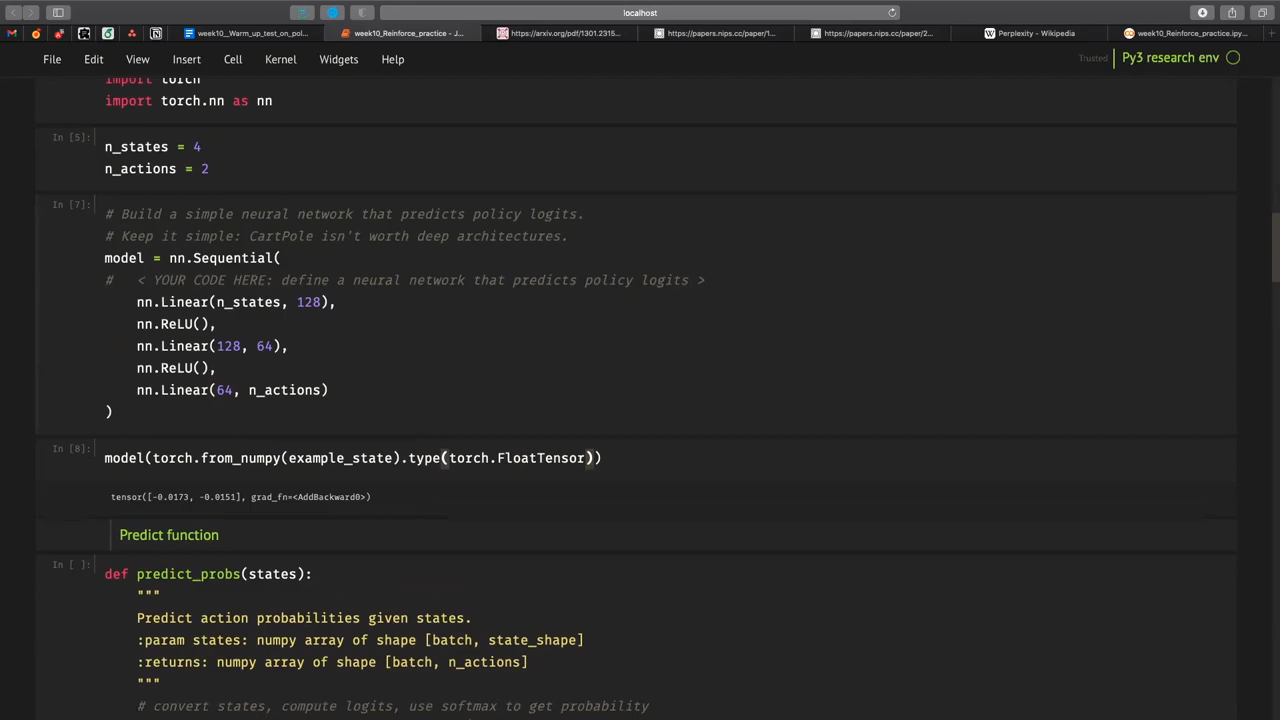 localhost
week10__Warm_up_test_on_pol...
week10_Reinforce_practice - J...
https://arxiv.org/pdf/1301.2315...
https://papers.nips.cc/paper/1...
https://papers.nips.cc/paper/2...
Perplexity - Wikipedia
week10_Reinforce_practice.ipy...
File Edit View Insert Cell Kernel Widgets Help
Trusted
Py3 research env
import torch
import torch.nn as nn
In [5]:
n_states = 4
n_actions = 2
In [7]:
# Build a simple neural network that predicts policy logits.
# Keep it simple: CartPole isn't worth deep architectures.
model = nn.Sequential(
# < YOUR CODE HERE: define a neural network that predicts policy logits >
nn.Linear(n_states, 128),
nn.ReLU(),
nn.Linear(128, 64),
nn.ReLU(),
nn.Linear(64, n_actions)
)
In [8]:
model(torch.from_numpy(example_state).type(torch.FloatTensor))
tensor([-0.0173, -0.0151], grad_fn=<AddBackward0>)
Predict function
In [ ]:
def predict_probs(states):
"""
Predict action probabilities given states.
:param states: numpy array of shape [batch, state_shape]
:returns: numpy array of shape [batch, n_actions]
"""
# convert states, compute logits, use softmax to get probability